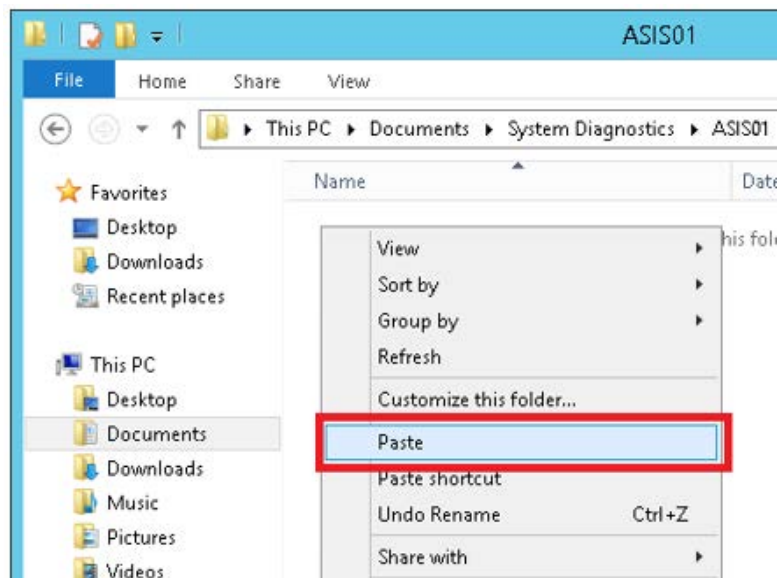 ASIS01
File Home Share View
This PC Documents System Diagnostics ASIS01
Name Date
Favorites
Desktop
Downloads
Recent places
This PC
Desktop
Documents
Downloads
Music
Pictures
Videos
his fol
View
Sort by
Group by
Refresh
Customize this folder...
Paste
Paste shortcut
Undo Rename Ctrl+Z
Share with